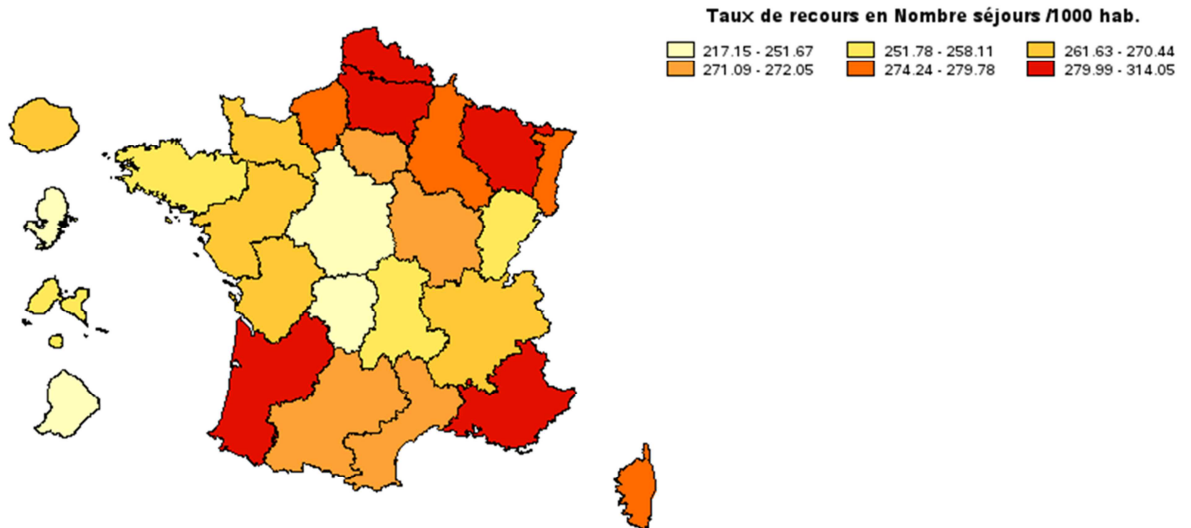 Taux de recours en Nombre séjours /1000 hab.
217.15 - 251.67 251.78 - 258.11 261.63 - 270.44
271.09 - 272.05 274.24 - 279.78 279.99 - 314.05